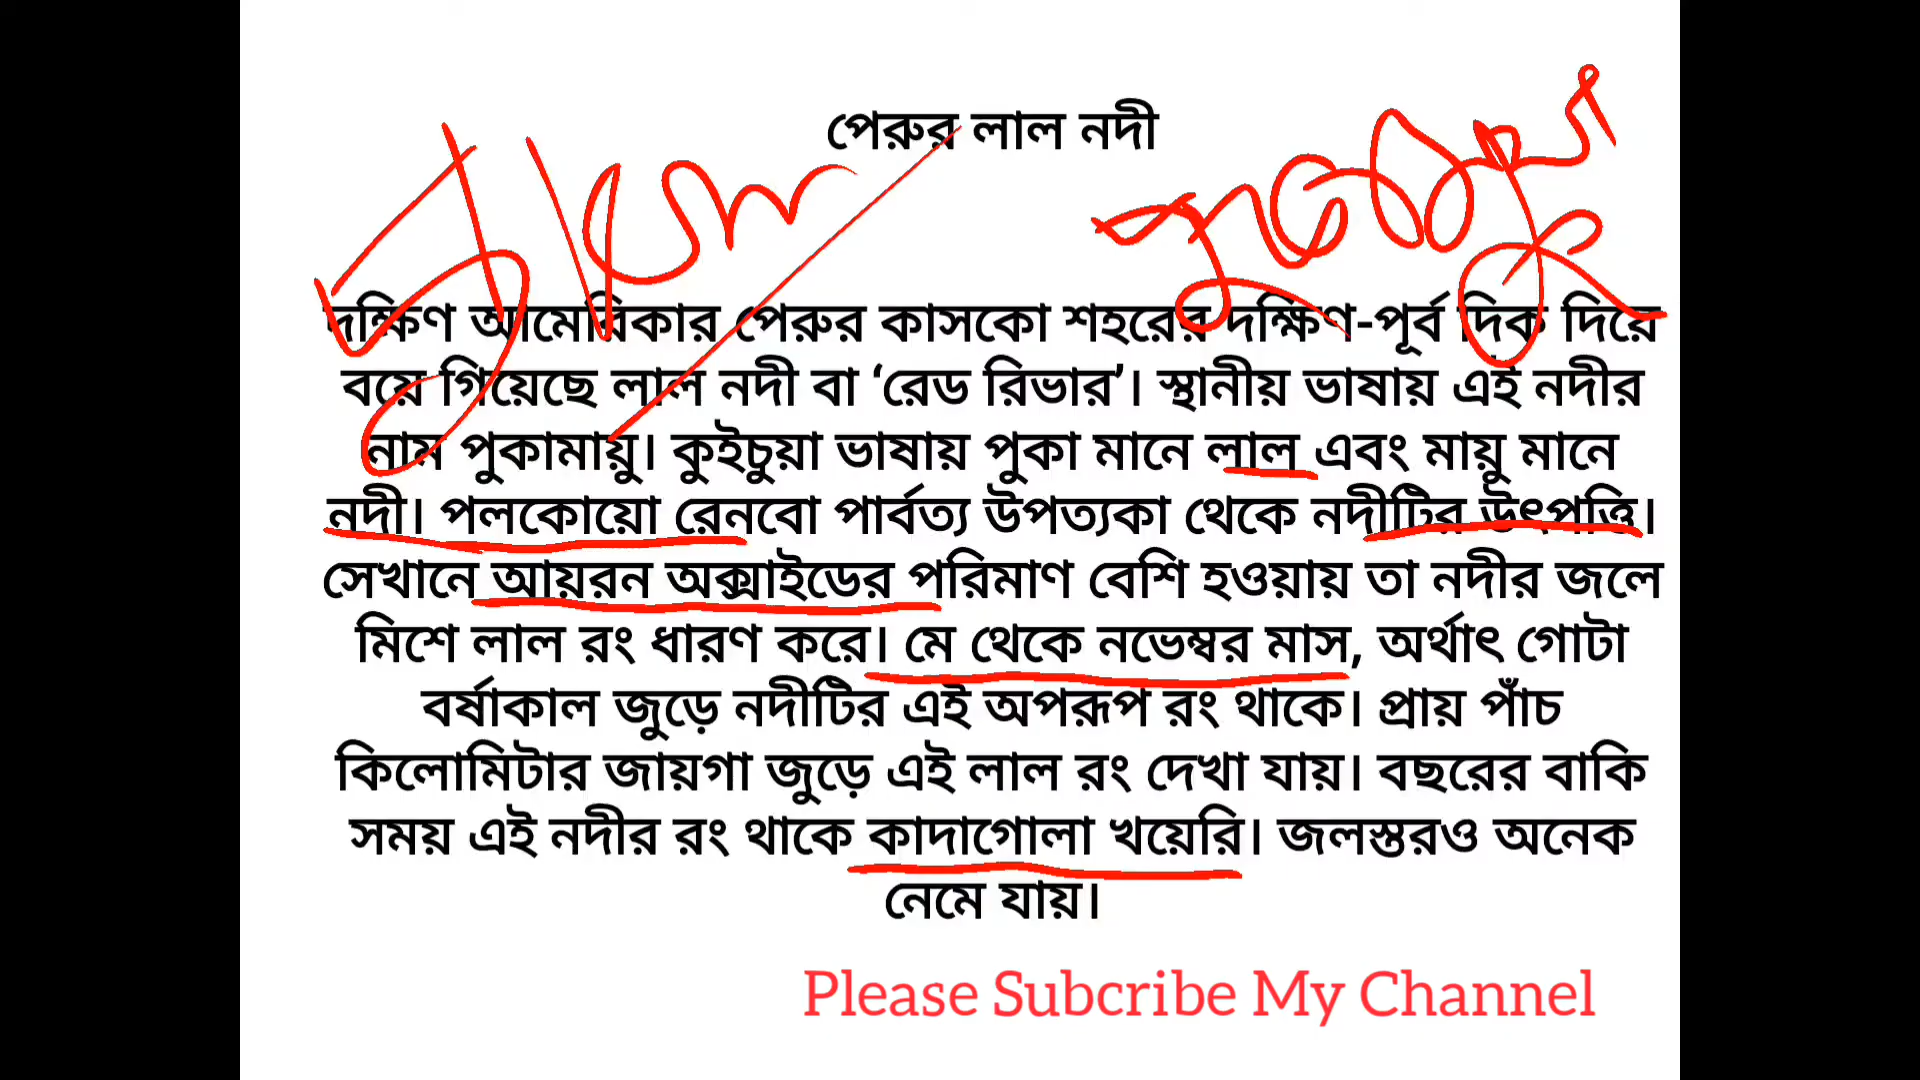 পেরুর লাল নদী
5km
দক্ষিণ আমেরিকার পেরুর কাসকো শহরের দক্ষিণ-পূর্ব দিক দিয়ে
বয়ে গিয়েছে লাল নদী বা ‘রেড রিভার’। স্থানীয় ভাষায় এই নদীর
নাম পুকামায়ু। কুইচুয়া ভাষায় পুকা মানে লাল এবং মায়ু মানে
নদী। পলকোয়ো রেনবো পার্বত্য উপত্যকা থেকে নদীটির উৎপত্তি।
সেখানে আয়রন অক্সাইডের পরিমাণ বেশি হওয়ায় তা নদীর জলে
মিশে লাল রং ধারণ করে। মে থেকে নভেম্বর মাস, অর্থাৎ গোটা
বর্ষাকাল জুড়ে নদীটির এই অপরূপ রং থাকে। প্রায় পাঁচ
কিলোমিটার জায়গা জুড়ে এই লাল রং দেখা যায়। বছরের বাকি
সময় এই নদীর রং থাকে কাদাগোলা খয়েরি। জলস্তরও অনেক
নেমে যায়।
Please Subcribe My Channel